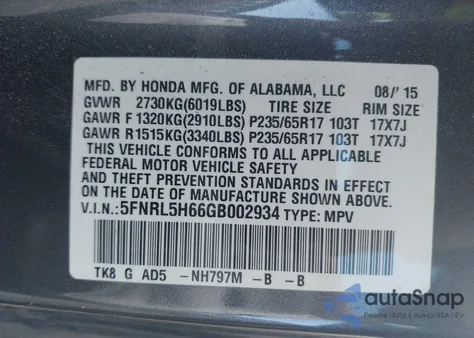 MFD. BY HONDA MFG. OF ALABAMA, LLC 08/'15
GVWR 2730KG(6019LBS) TIRE SIZE RIM SIZE
GAWR F 1320KG(2910LBS) P235/65R17 103T 17X7J
GAWR R1515KG(3340LBS) P235/65R17 103T 17X7J
THIS VEHICLE CONFORMS TO ALL APPLICABLE
FEDERAL MOTOR VEHICLE SAFETY
AND THEFT PREVENTION STANDARDS IN EFFECT
ON THE DATE OF MANUFACTURE SHOWN ABOVE.
V.I.N.: 5FNRL5H66GB002934 TYPE: MPV
TK8 G AD5 -NH797M -B -B
autoSnap